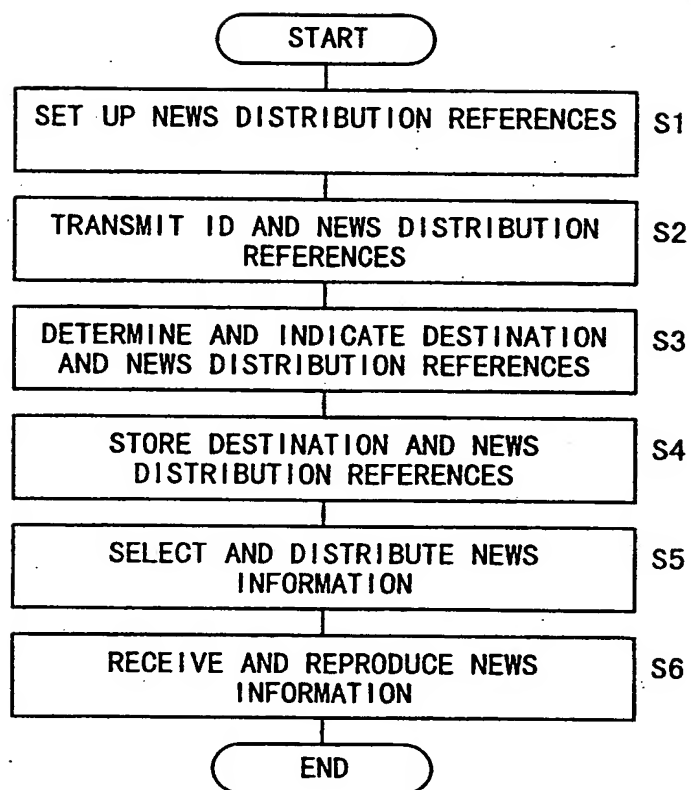 START
SET UP NEWS DISTRIBUTION REFERENCES S1
TRANSMIT ID AND NEWS DISTRIBUTION
REFERENCES
S2
DETERMINE AND INDICATE DESTINATION
AND NEWS DISTRIBUTION REFERENCES
S3
STORE DESTINATION AND NEWS
DISTRIBUTION REFERENCES
S4
SELECT AND DISTRIBUTE NEWS
INFORMATION
S5
RECEIVE AND REPRODUCE NEWS
INFORMATION
S6
END